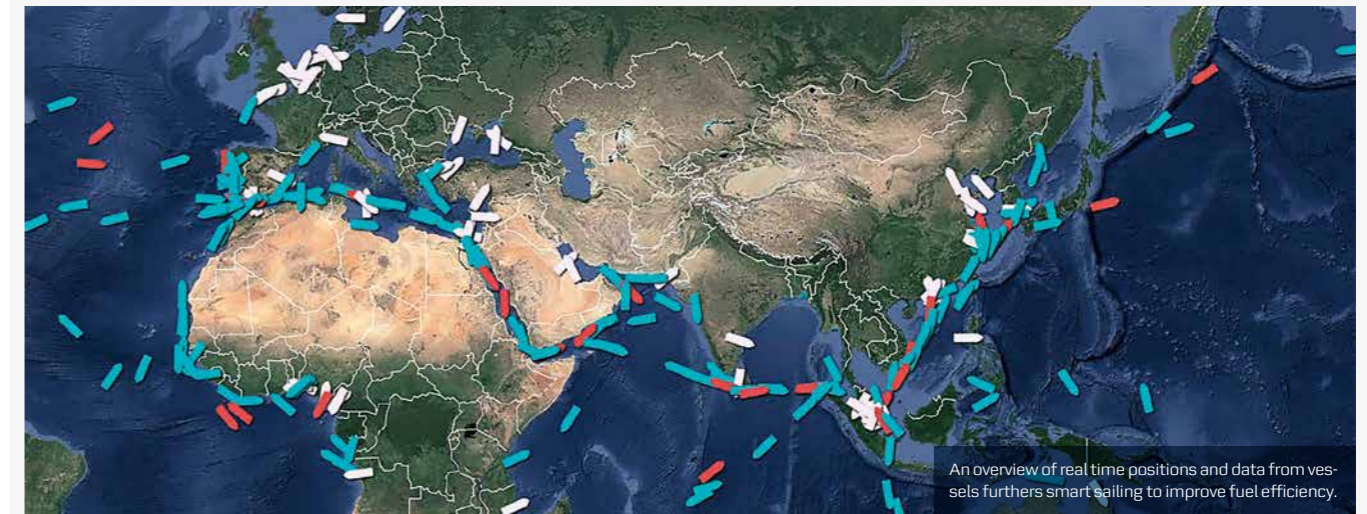 An overview of real time positions and data from ves-
sels furthers smart sailing to improve fuel efficiency.